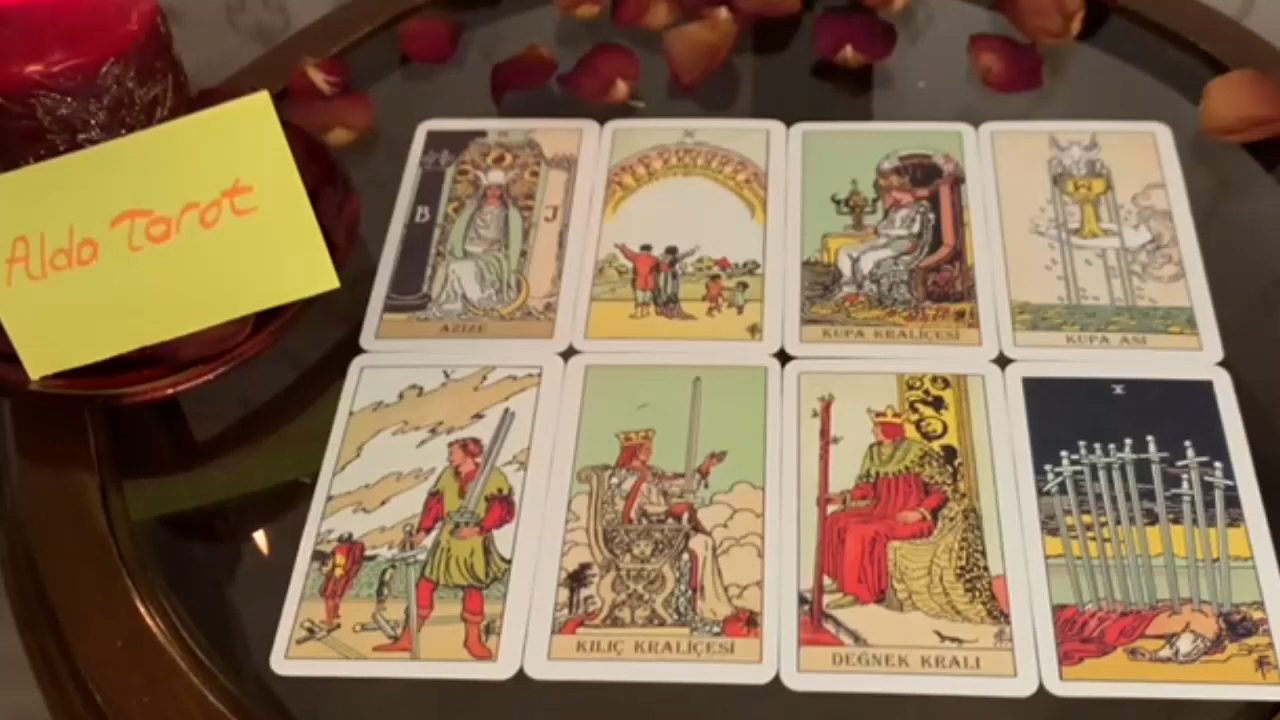 Aldo Tarot
B J
AZİZE
X
KUPA KRALİÇESİ
KUPA ASI
V
KILIÇ KRALİÇESİ
DEĞNEK KRALI
X